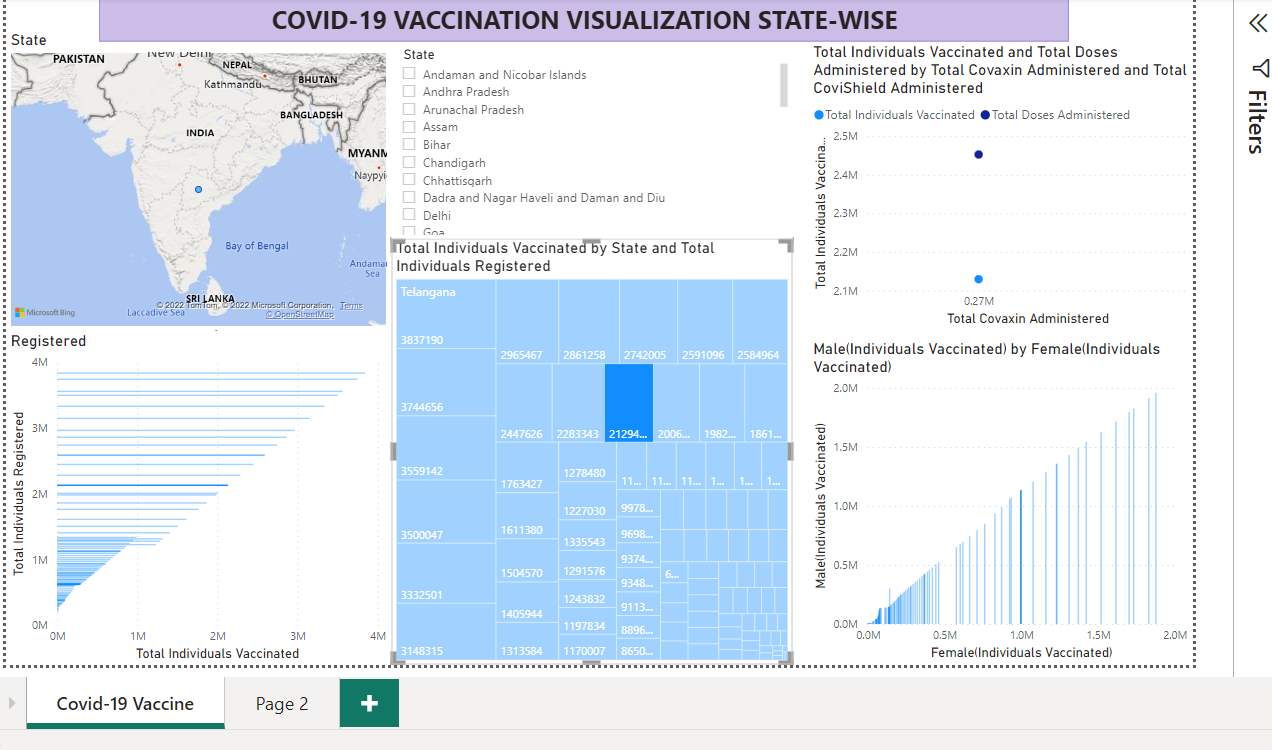 COVID-19 VACCINATION VISUALIZATION STATE-WISE
State
PAKISTAN
New Delhi
NEPAL
Kathmandu
BHUTAN
BANGLADESH
INDIA
MYANM
Naypyi
Bay of Bengal
Andama
Sea
SRI LANKA
Laccadive Sea
Microsoft Bing
© 2022 TomTom, © 2022 Microsoft Corporation, Terms
© OpenStreetMap
State
Andaman and Nicobar Islands
Andhra Pradesh
Arunachal Pradesh
Assam
Bihar
Chandigarh
Chhattisgarh
Dadra and Nagar Haveli and Daman and Diu
Delhi
Goa
Total Individuals Vaccinated and Total Doses
Administered by Total Covaxin Administered and Total
CoviShield Administered
Total Individuals Vaccinated
Total Doses Administered
Total Individuals Vaccina...
2.5M
2.4M
2.3M
2.2M
2.1M
0.27M
Total Covaxin Administered
Filters
Registered
Total Individuals Registered
4M
3M
2M
1M
0M
0M 1M 2M 3M 4M
Total Individuals Vaccinated
Total Individuals Vaccinated by State and Total
Individuals Registered
Telangana
3837190
3744656
3559142
3500047
3332501
3148315
2965467 2861258 2742005 2591096 2584964
2447626 2283343 21294... 2006... 1982... 1861...
1763427
1611380
1504570
1405944
1313584
1278480
1227030
1335543
1291576
1243832
1197834
1170007
11... 11... 11... 1... 1... 1...
9978...
9698...
9374...
9348...
9113...
8896...
8650...
6...
Male(Individuals Vaccinated) by Female(Individuals
Vaccinated)
Male(Individuals Vaccinated)
2.0M
1.5M
1.0M
0.5M
0.0M
0.0M 0.5M 1.0M 1.5M 2.0M
Female(Individuals Vaccinated)
Covid-19 Vaccine
Page 2